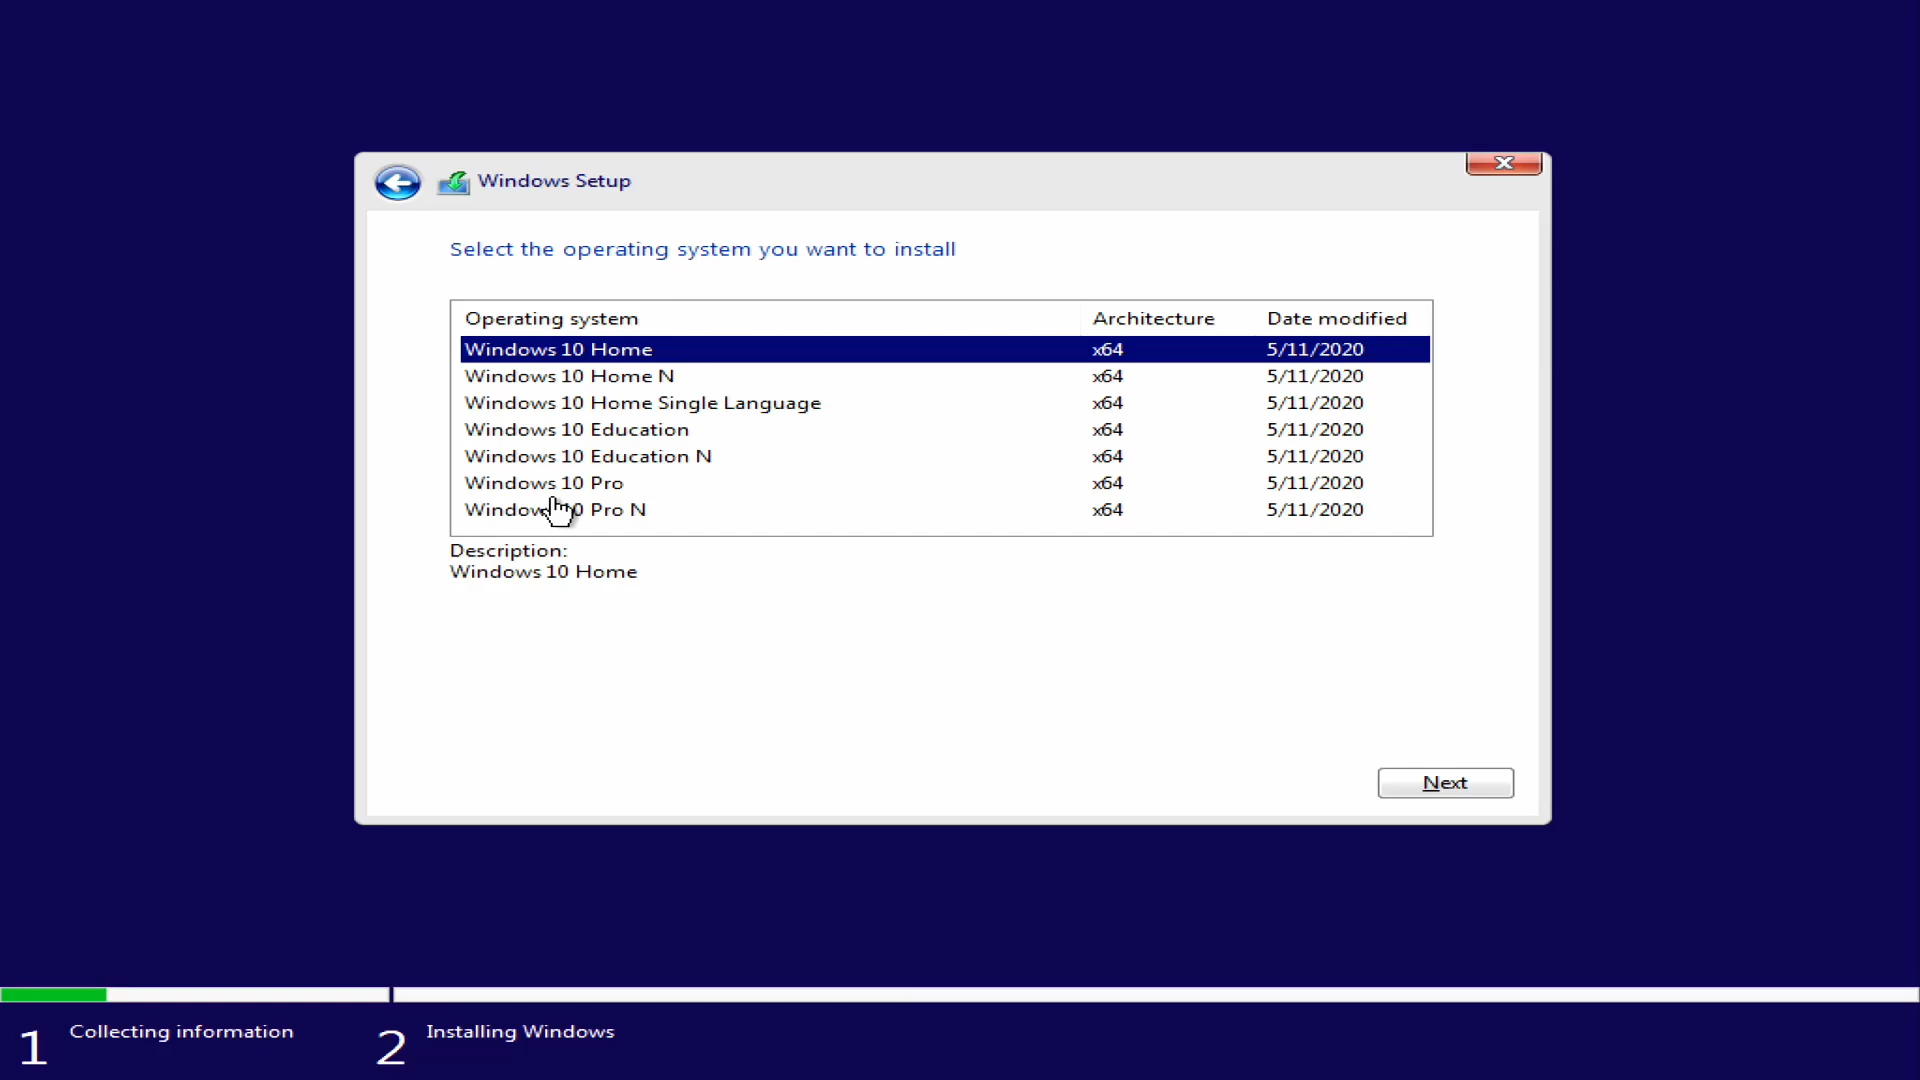 Windows Setup
Select the operating system you want to install
Operating system Architecture Date modified
Windows 10 Home x64 5/11/2020
Windows 10 Home N x64 5/11/2020
Windows 10 Home Single Language x64 5/11/2020
Windows 10 Education x64 5/11/2020
Windows 10 Education N x64 5/11/2020
Windows 10 Pro x64 5/11/2020
Windows 10 Pro N x64 5/11/2020
Description:
Windows 10 Home
Next
1 Collecting information 2 Installing Windows